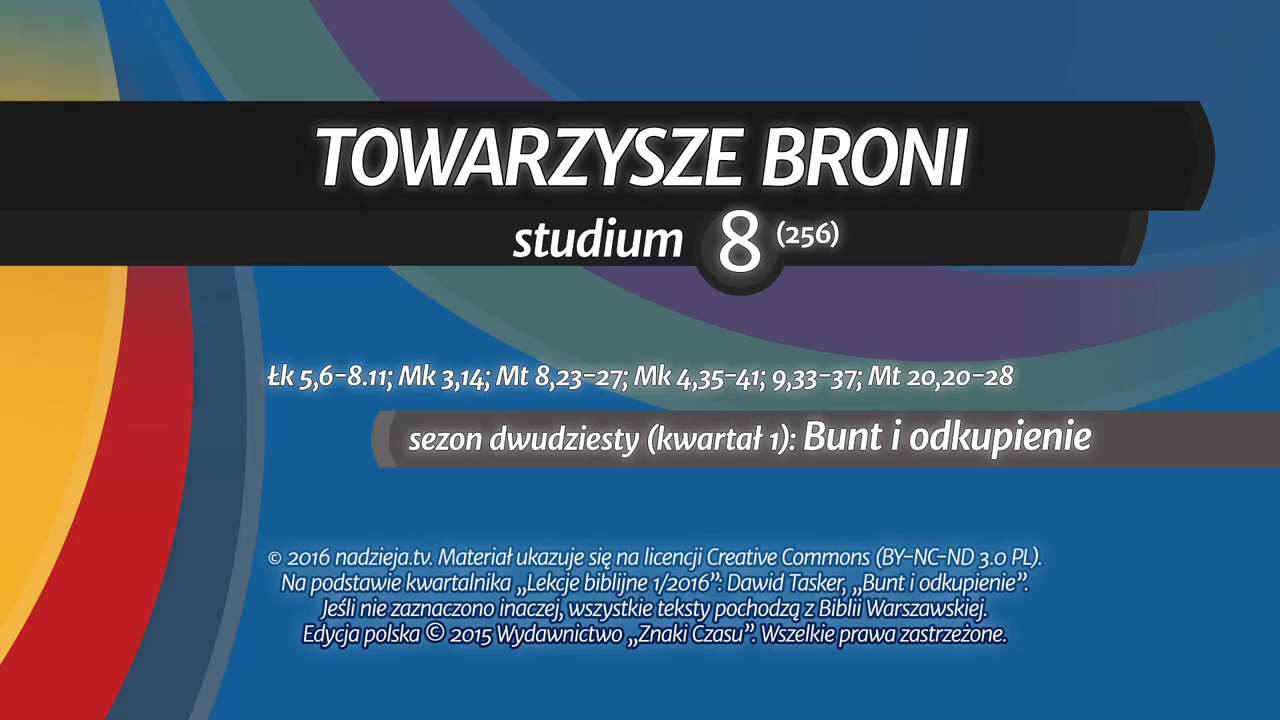 TOWARZYSZE BRONI
studium 8 (256)
Łk 5,6-8.11; Mk 3,14; Mt 8,23-27; Mk 4,35-41; 9,33-37; Mt 20,20-28
sezon dwudziesty (kwartał 1): Bunt i odkupienie
© 2016 nadzieja.tv. Materiał ukazuje się na licencji Creative Commons (BY-NC-ND 3.0 PL).
Na podstawie kwartalnika „Lekcje biblijne 1/2016”: Dawid Tasker, „Bunt i odkupienie”.
Jeśli nie zaznaczono inaczej, wszystkie teksty pochodzą z Biblii Warszawskiej.
Edycja polska © 2015 Wydawnictwo „Znaki Czasu”. Wszelkie prawa zastrzeżone.